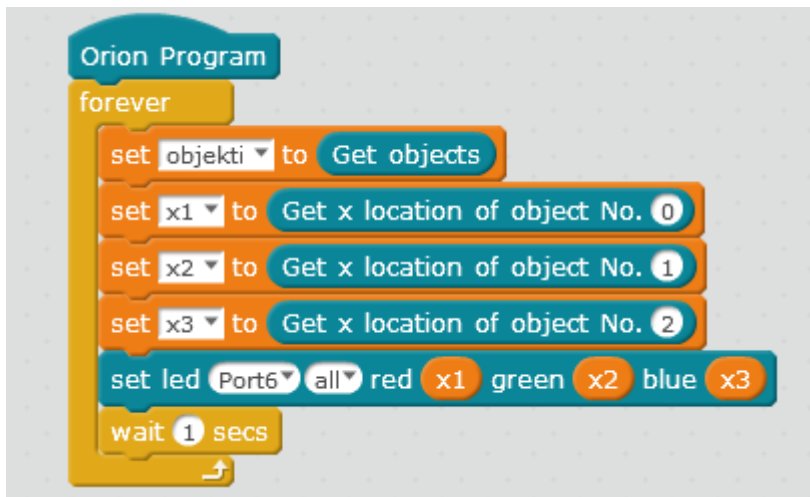 Orion Program
forever
set objekti to Get objects
set x1 to Get x location of object No. 0
set x2 to Get x location of object No. 1
set x3 to Get x location of object No. 2
set led Port6 all red x1 green x2 blue x3
wait 1 secs